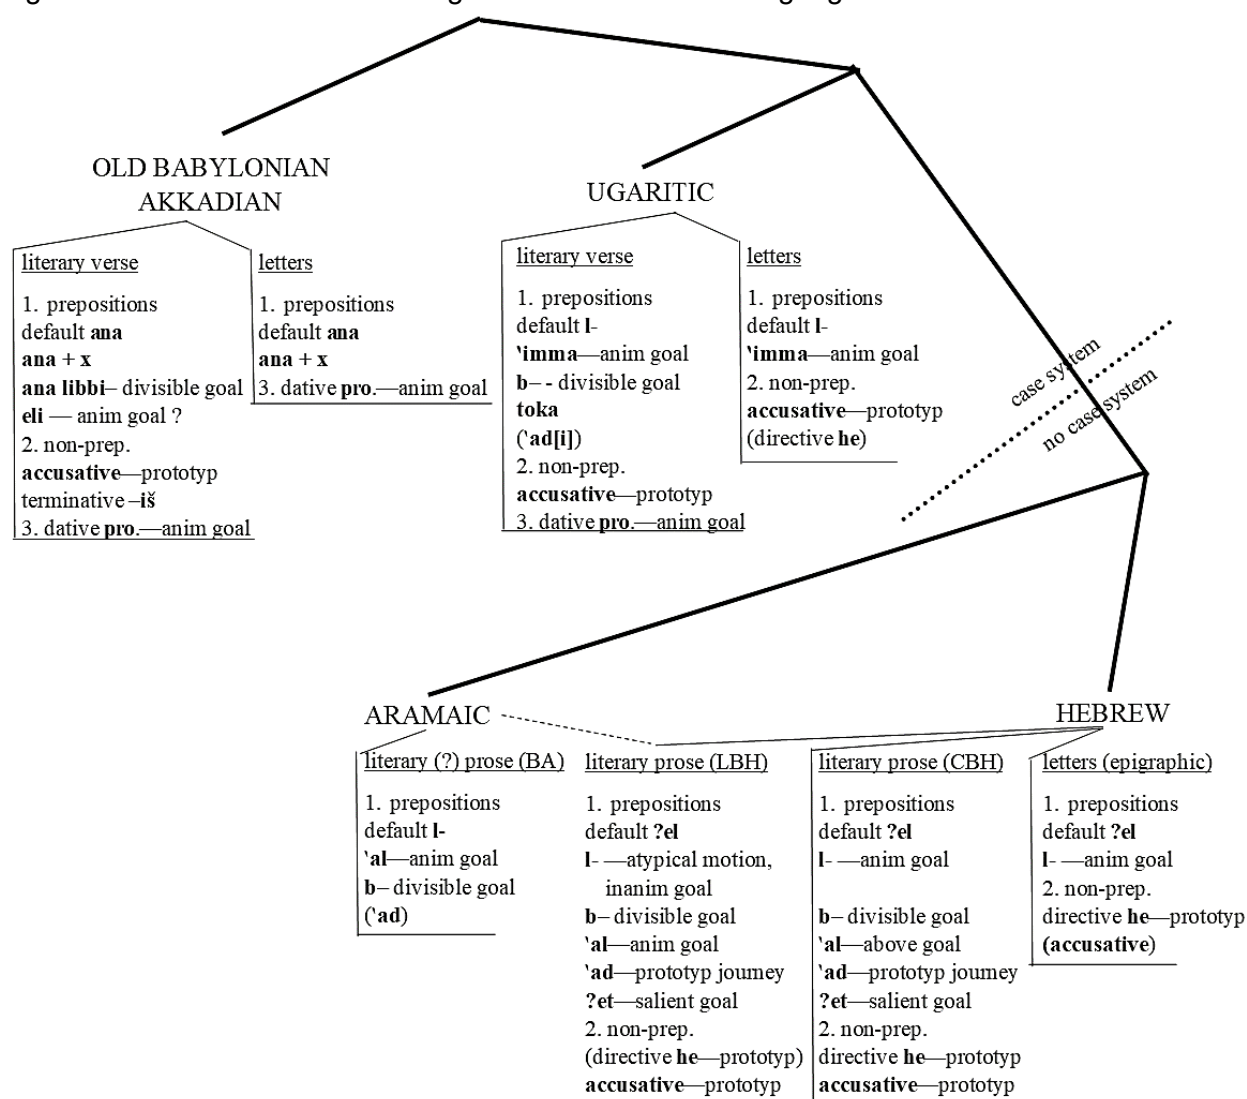 OLD BABYLONIAN
AKKADIAN
literary verse
1. prepositions
default ana
ana + x
ana libbi– divisible goal
eli — anim goal ?
2. non-prep.
accusative—prototyp
terminative –iš
3. dative pro.—anim goal
letters
1. prepositions
default ana
ana + x
3. dative pro.—anim goal
UGARITIC
literary verse
1. prepositions
default l-
'imma—anim goal
b– - divisible goal
toka
('ad[i])
2. non-prep.
accusative—prototyp
3. dative pro.—anim goal
letters
1. prepositions
default l-
'imma—anim goal
2. non-prep.
accusative—prototyp
(directive he)
case system
no case system
ARAMAIC
literary (?) prose (BA)
1. prepositions
default l-
'al—anim goal
b– divisible goal
('ad)
HEBREW
literary prose (LBH)
1. prepositions
default ?el
l- —atypical motion,
inanim goal
b– divisible goal
'al—anim goal
'ad—prototyp journey
?et—salient goal
2. non-prep.
(directive he—prototyp)
accusative—prototyp
literary prose (CBH)
1. prepositions
default ?el
l- —anim goal
b– divisible goal
'al—above goal
'ad—prototyp journey
?et—salient goal
2. non-prep.
directive he—prototyp
accusative—prototyp
letters (epigraphic)
1. prepositions
default ?el
l- —anim goal
2. non-prep.
directive he—prototyp
(accusative)